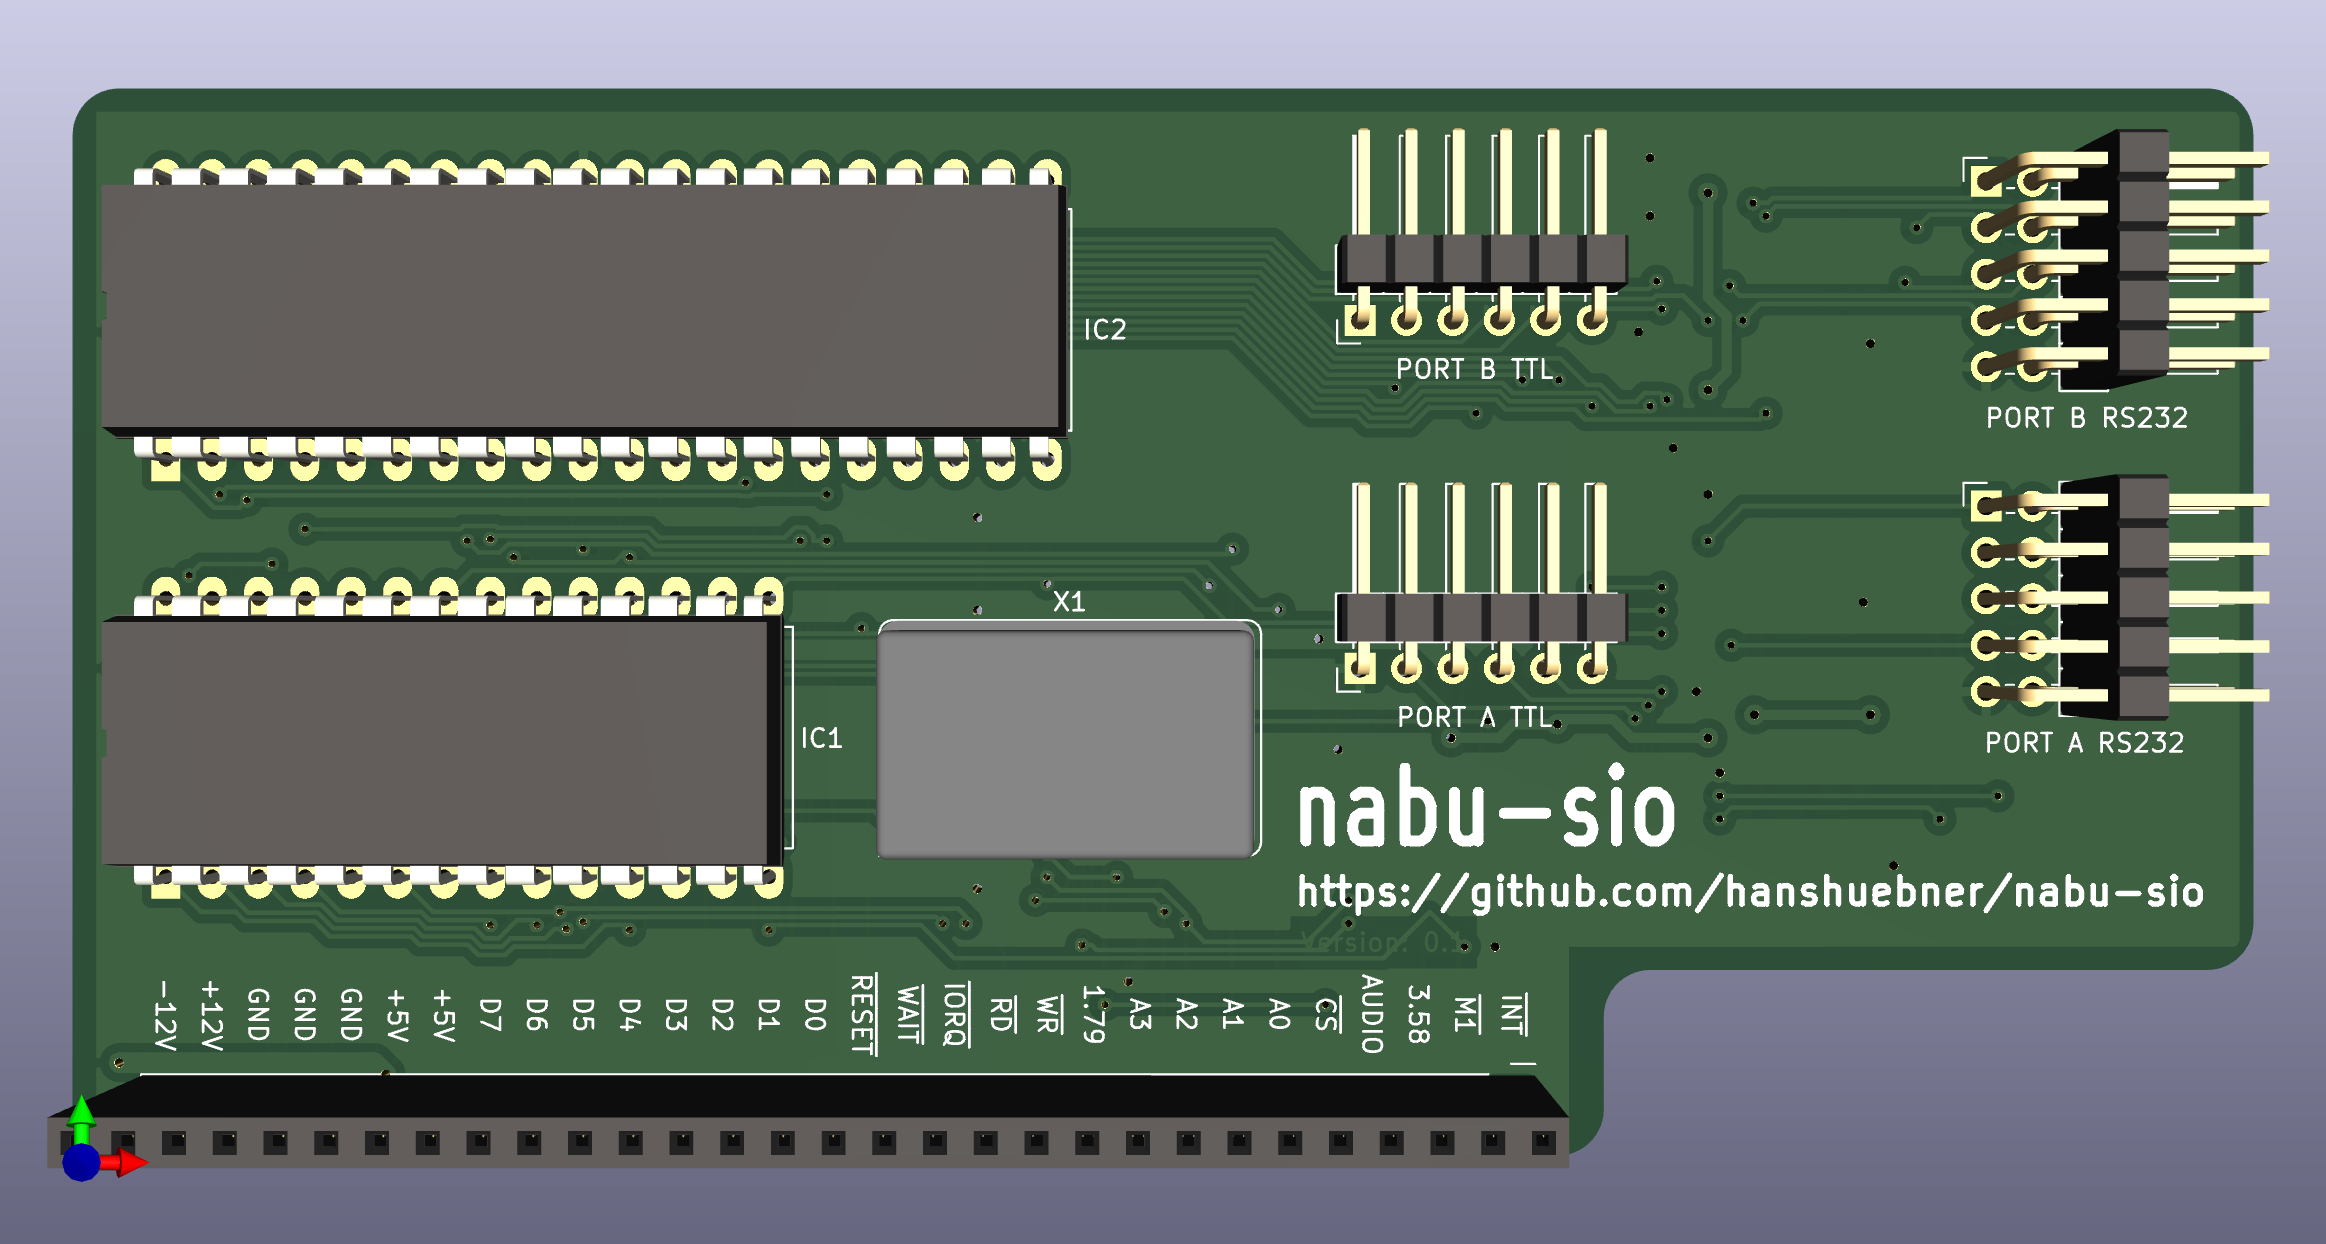 IC2
PORT B TTL
PORT B RS232
X1
IC1
PORT A TTL
PORT A RS232
nabu-sio
https://github.com/hanshuebner/nabu-sio
Version: 0.
-12V
+12V
GND
GND
GND
+5V
+5V
D7
D6
D5
D4
D3
D2
D1
D0
RESET
WAIT
IORQ
RD
WR
1.79
A3
A2
A1
A0
CS
AUDIO
3.58
M1
INT